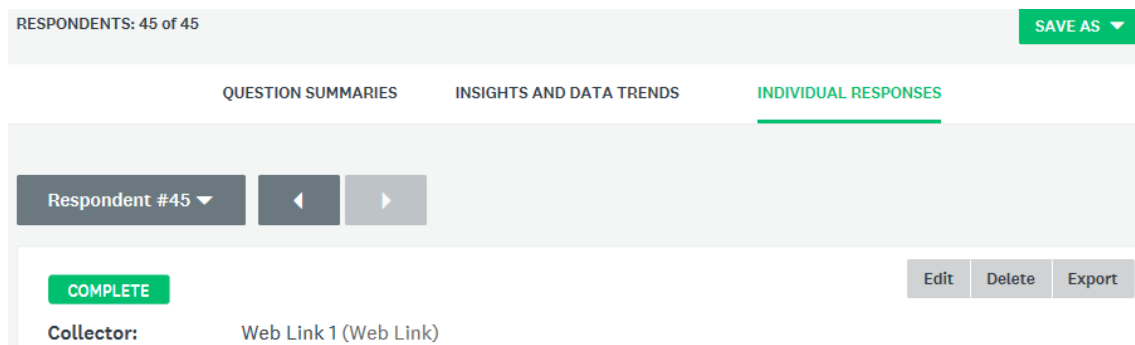 RESPONDENTS: 45 of 45
SAVE AS
QUESTION SUMMARIES INSIGHTS AND DATA TRENDS INDIVIDUAL RESPONSES
Respondent #45
COMPLETE
Edit Delete Export
Collector: Web Link 1 (Web Link)